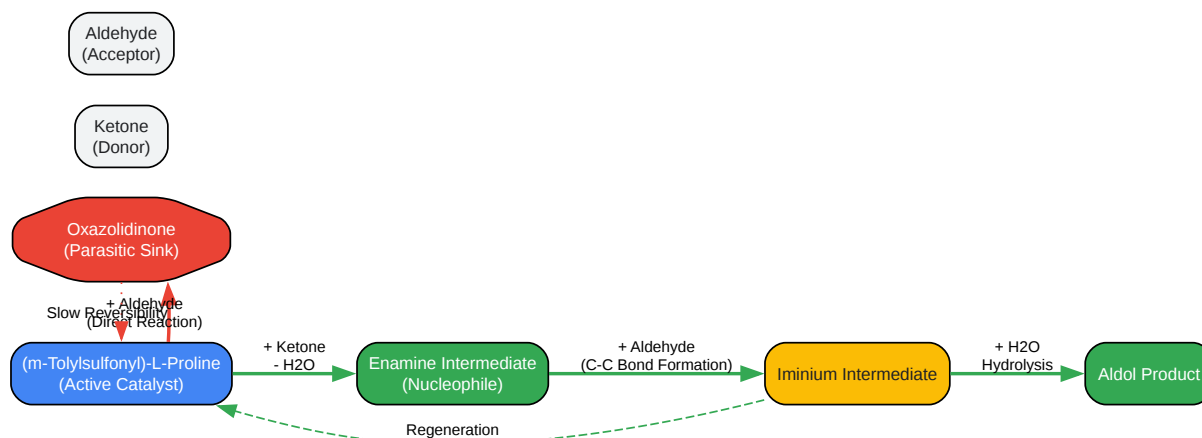 Aldehyde
(Acceptor)
Ketone
(Donor)
Oxazolidinone
(Parasitic Sink)
+ Aldehyde
(Direct Reaction)
Slow Reversibility
(m-Tolylsulfonyl)-L-Proline
(Active Catalyst)
+ Ketone
- H2O
Enamine Intermediate
(Nucleophile)
+ Aldehyde
(C-C Bond Formation)
Iminium Intermediate
+ H2O
Hydrolysis
Aldol Product
Regeneration